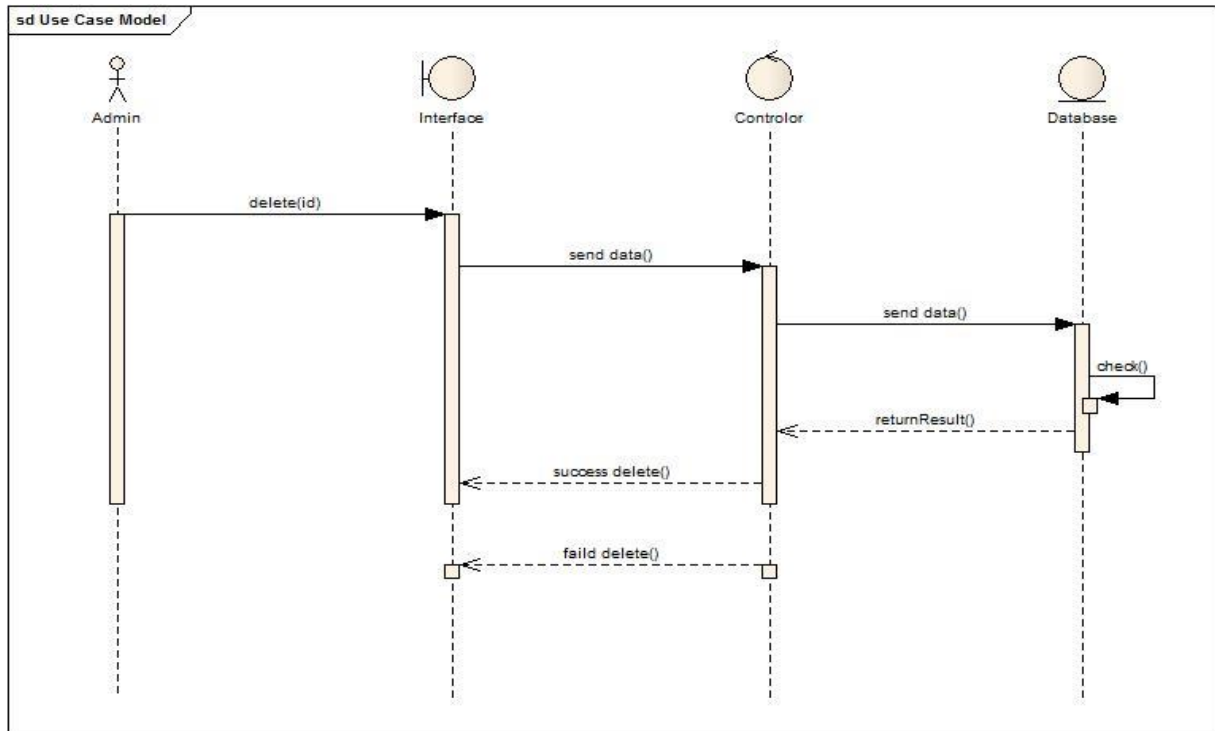 sd Use Case Model
Admin
Interface
Controlor
Database
delete(id)
send data()
send data()
check()
returnResult()
success delete()
faild delete()